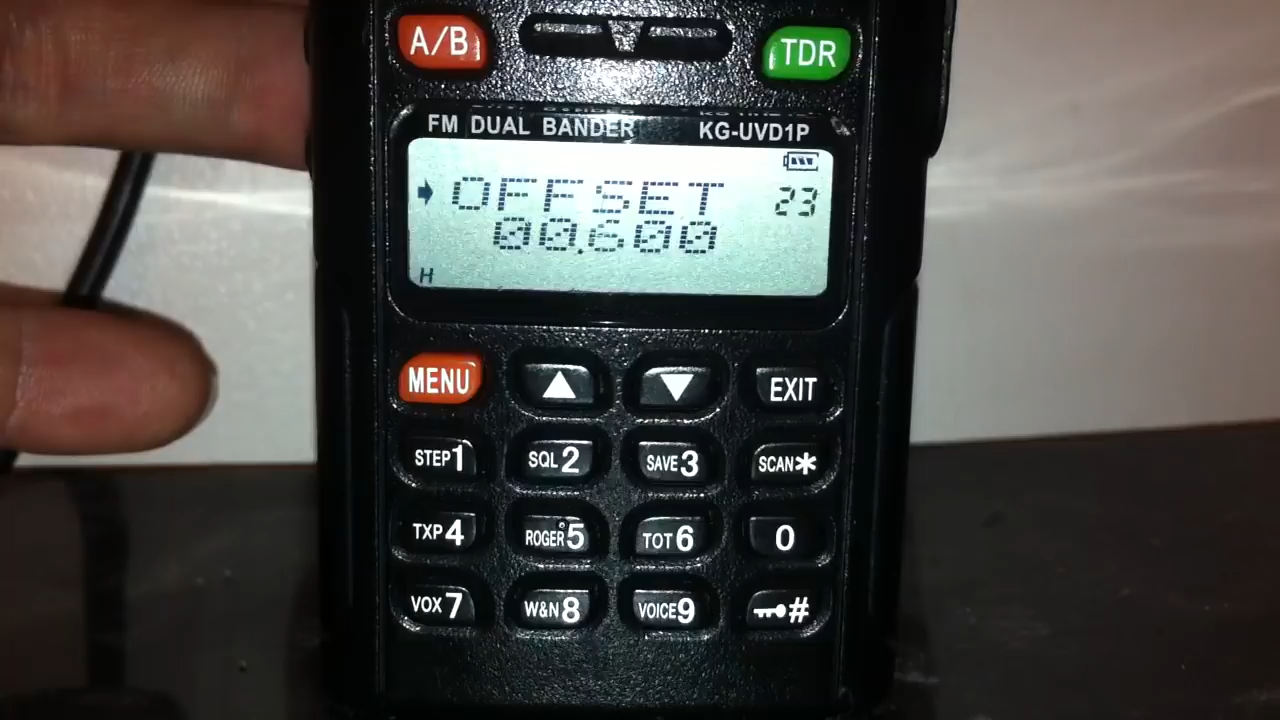 A/B TDR
FM DUAL BANDER KG-UVD1P
OFFSET 23
00.600
H
MENU EXIT
STEP1 SQL2 SAVE3 SCAN*
TXP4 ROGER5 TOT6 0
VOX7 W&N8 VOICE9 #